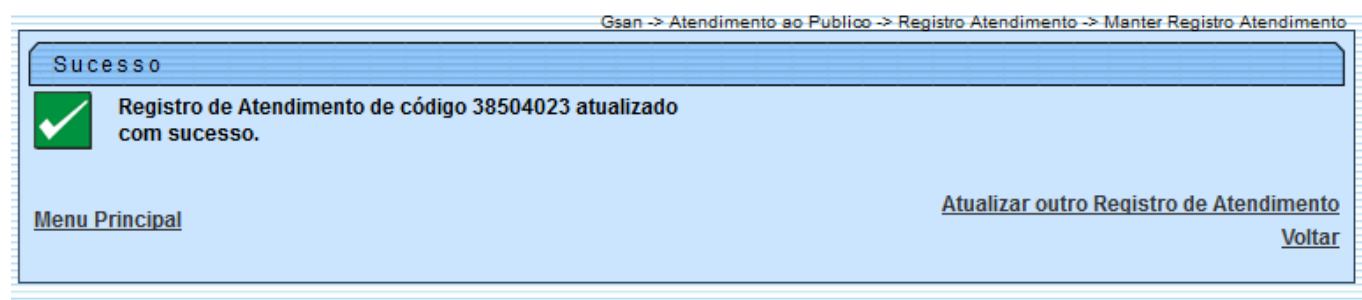 Gsan -> Atendimento ao Publico -> Registro Atendimento -> Manter Registro Atendimento
Sucesso
Registro de Atendimento de código 38504023 atualizado
com sucesso.
Atualizar outro Registro de Atendimento
Menu Principal
Voltar